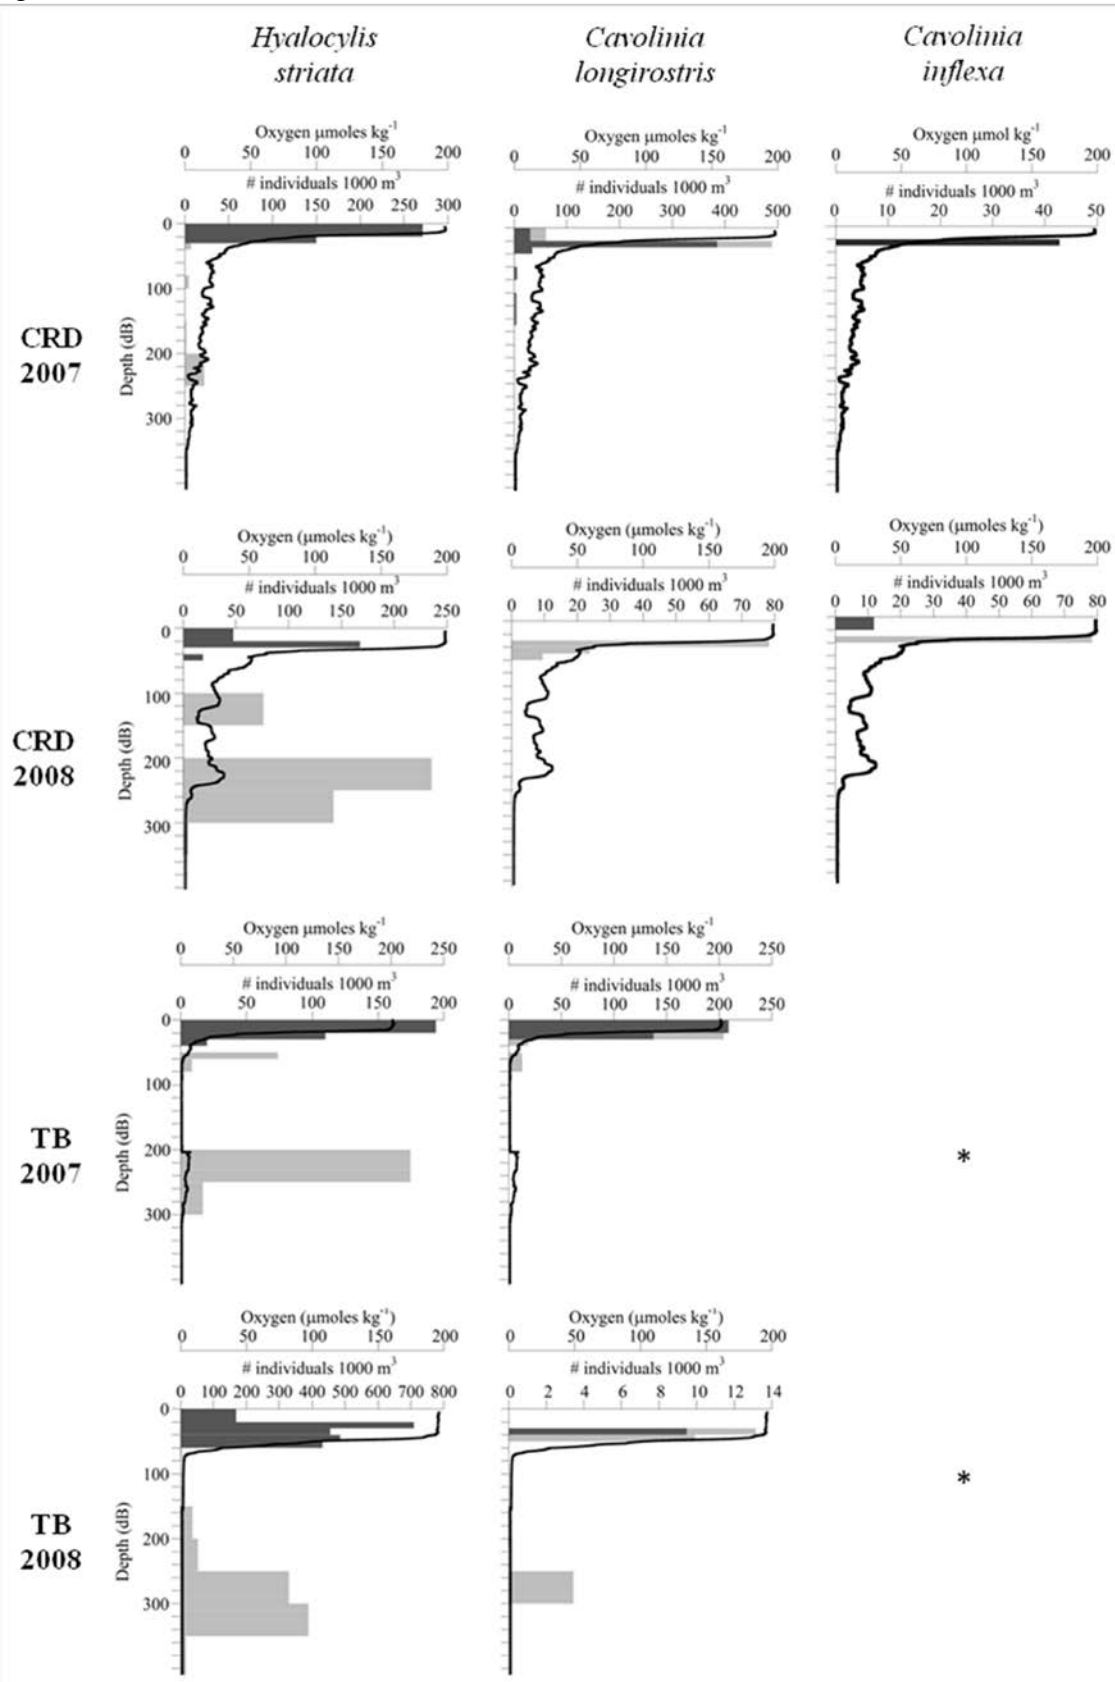 Hyalocylis Cavolinia Cavolinia
striata longirostris inflexa
Oxygen µmoles kg-1 Oxygen µmoles kg-1 Oxygen µmol kg-1
0 50 100 150 200 0 50 100 150 200 0 50 100 150 200
# individuals 1000 m3 # individuals 1000 m3 # individuals 1000 m3
0 50 100 150 200 250 300 0 100 200 300 400 500 0 10 20 30 40 50
CRD
2007
Depth (dB)
0
100
200
300
Oxygen (µmoles kg-1) Oxygen (µmoles kg-1) Oxygen (µmoles kg-1)
0 50 100 150 200 0 50 100 150 200 0 50 100 150 200
# individuals 1000 m3 # individuals 1000 m3 # individuals 1000 m3
0 50 100 150 200 250 0 10 20 30 40 50 60 70 80 0 10 20 30 40 50 60 70 80
CRD
2008
Depth (dB)
0
100
200
300
Oxygen µmoles kg-1 Oxygen µmoles kg-1
0 50 100 150 200 250 0 50 100 150 200 250
# individuals 1000 m3 # individuals 1000 m3
0 50 100 150 200 0 50 100 150 200 250
TB
2007
Depth (dB)
0
100
200
300
*
Oxygen (µmoles kg-1) Oxygen (µmoles kg-1)
0 50 100 150 200 0 50 100 150 200
# individuals 1000 m3 # individuals 1000 m3
0 100 200 300 400 500 600 700 800 0 2 4 6 8 10 12 14
TB
2008
Depth (dB)
0
100
200
300
*